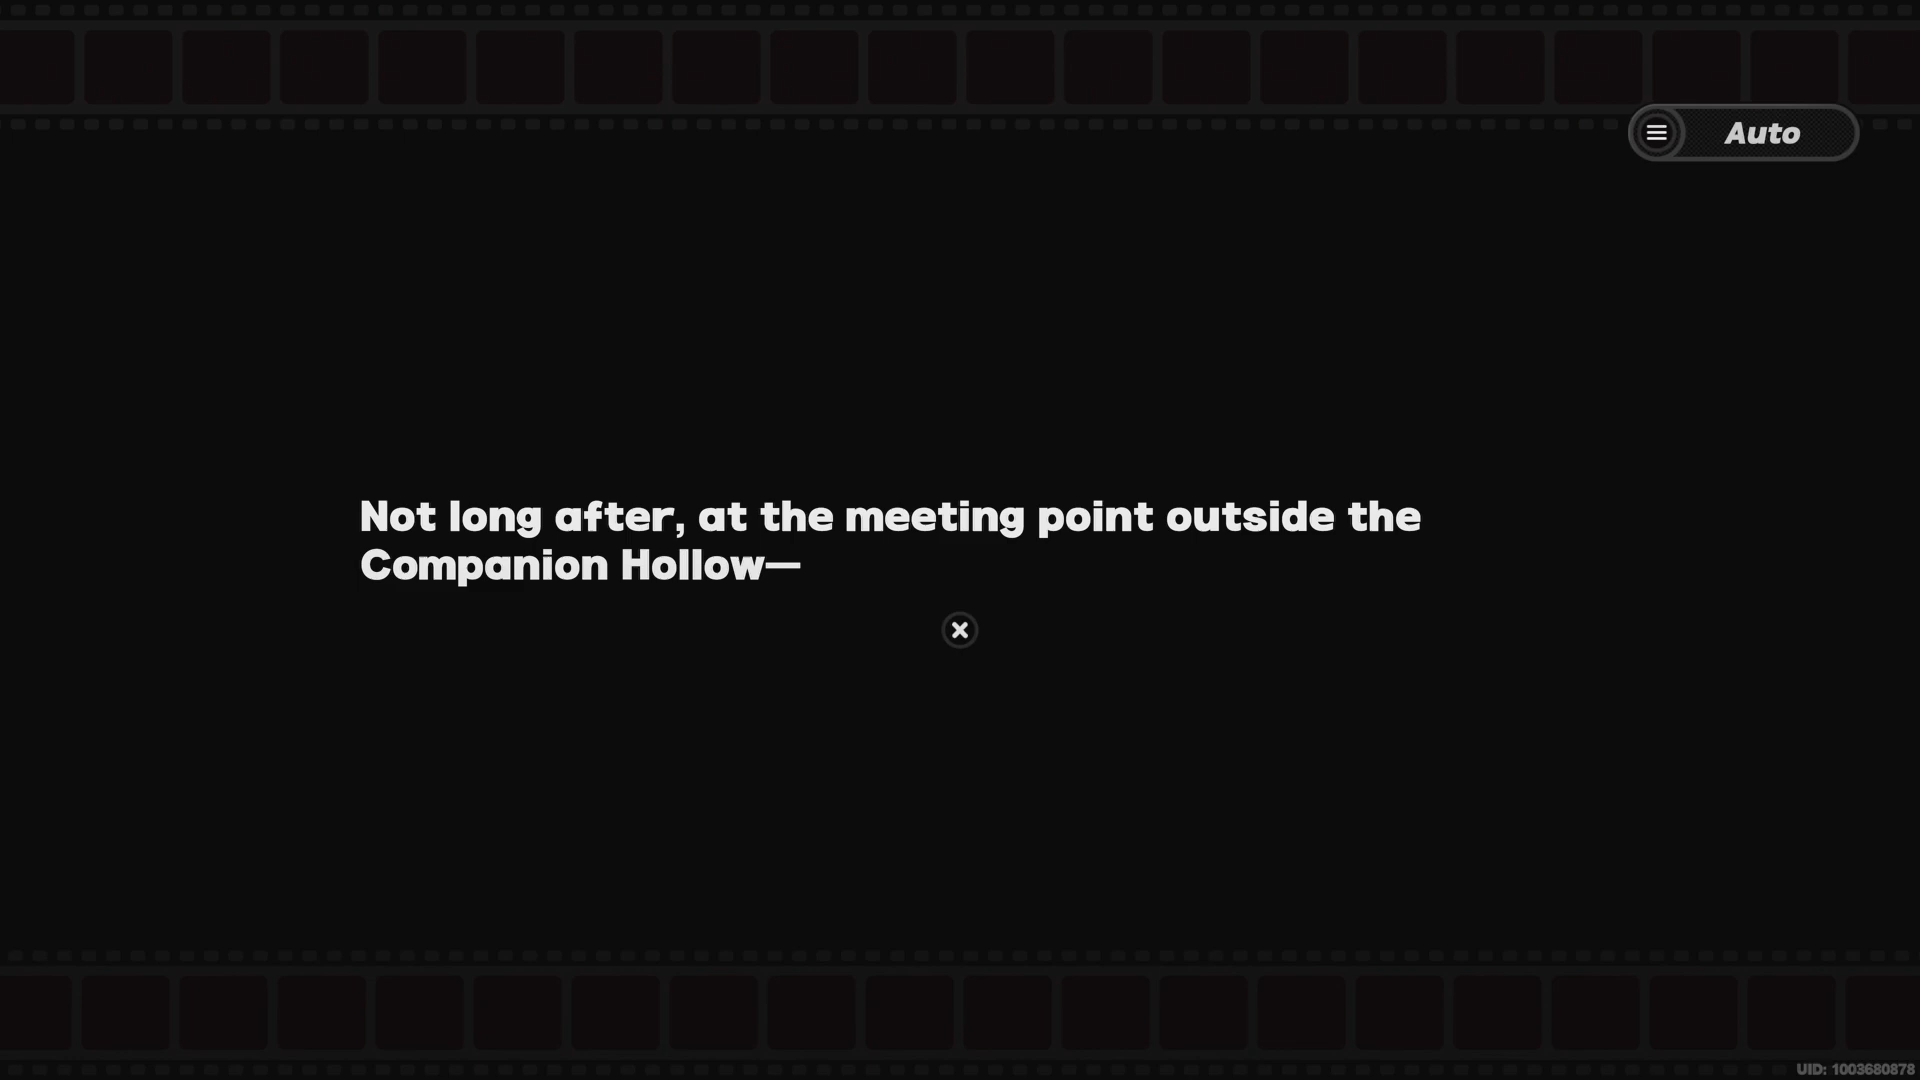 Auto
Not long after, at the meeting point outside the
Companion Hollow—
UID: 1003680878